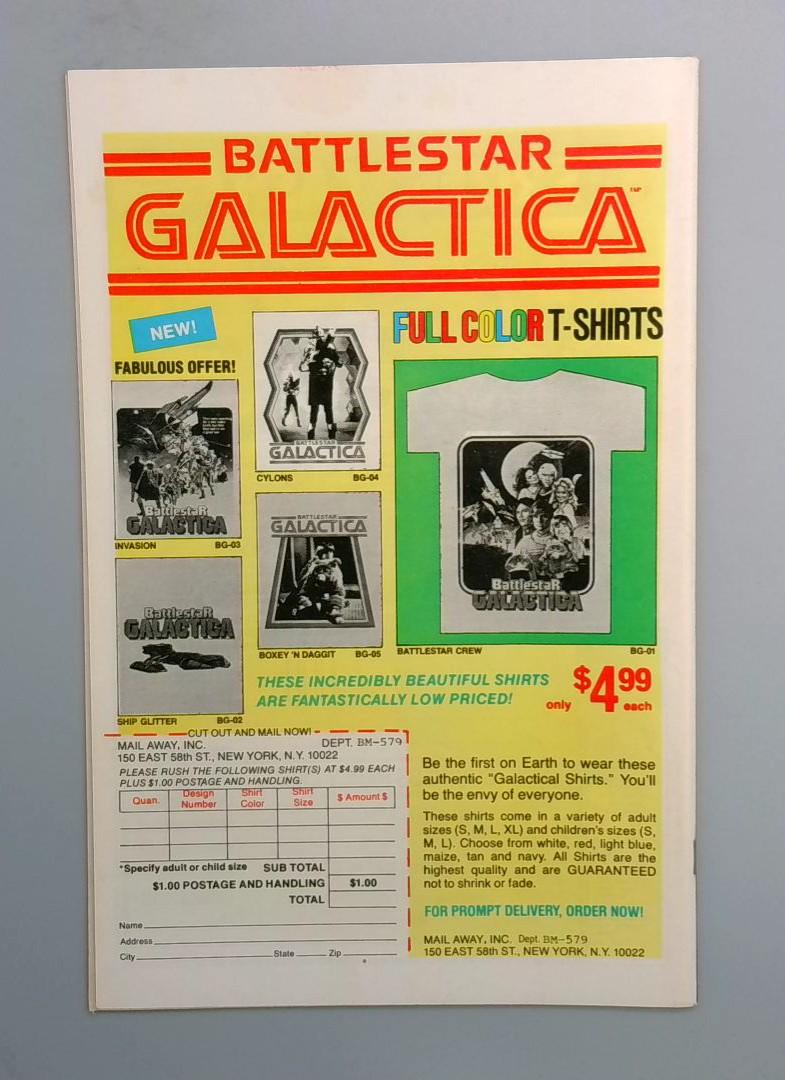 BATTLESTAR
GALACTICA™
NEW!
FABULOUS OFFER!
FULL COLOR T-SHIRTS
BattlestaR
GALACTICA
INVASION BG-03
BATTLESTAR
GALACTICA
CYLONS BG-04
BattlestaR
GALACTICA
SHIP GLITTER BG-02
BATTLESTAR
GALACTICA
BOXEY 'N DAGGIT BG-05
BattlestaR
GALACTICA
BATTLESTAR CREW BG-01
THESE INCREDIBLY BEAUTIFUL SHIRTS
ARE FANTASTICALLY LOW PRICED!
only $4.99 each
CUT OUT AND MAIL NOW!
MAIL AWAY, INC. DEPT. BM-579
150 EAST 58th ST., NEW YORK, N.Y. 10022
PLEASE RUSH THE FOLLOWING SHIRT(S) AT $4.99 EACH
PLUS $1.00 POSTAGE AND HANDLING.
Quan. Design Number Shirt Color Shirt Size $ Amount $
*Specify adult or child size SUB TOTAL
$1.00 POSTAGE AND HANDLING $1.00
TOTAL
Name
Address
City State Zip
Be the first on Earth to wear these
authentic "Galactical Shirts." You'll
be the envy of everyone.
These shirts come in a variety of adult
sizes (S, M, L, XL) and children's sizes (S,
M, L). Choose from white, red, light blue,
maize, tan and navy. All Shirts are the
highest quality and are GUARANTEED
not to shrink or fade.
FOR PROMPT DELIVERY, ORDER NOW!
MAIL AWAY, INC. Dept. BM-579
150 EAST 58th ST., NEW YORK, N.Y. 10022